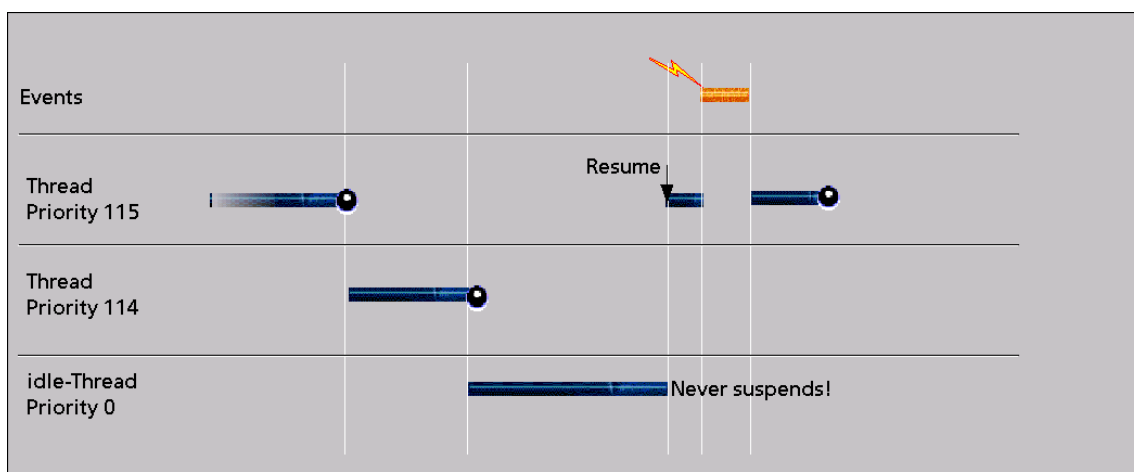 Events
Resume
Thread
Priority 115
Thread
Priority 114
idle-Thread
Priority 0
Never suspends!